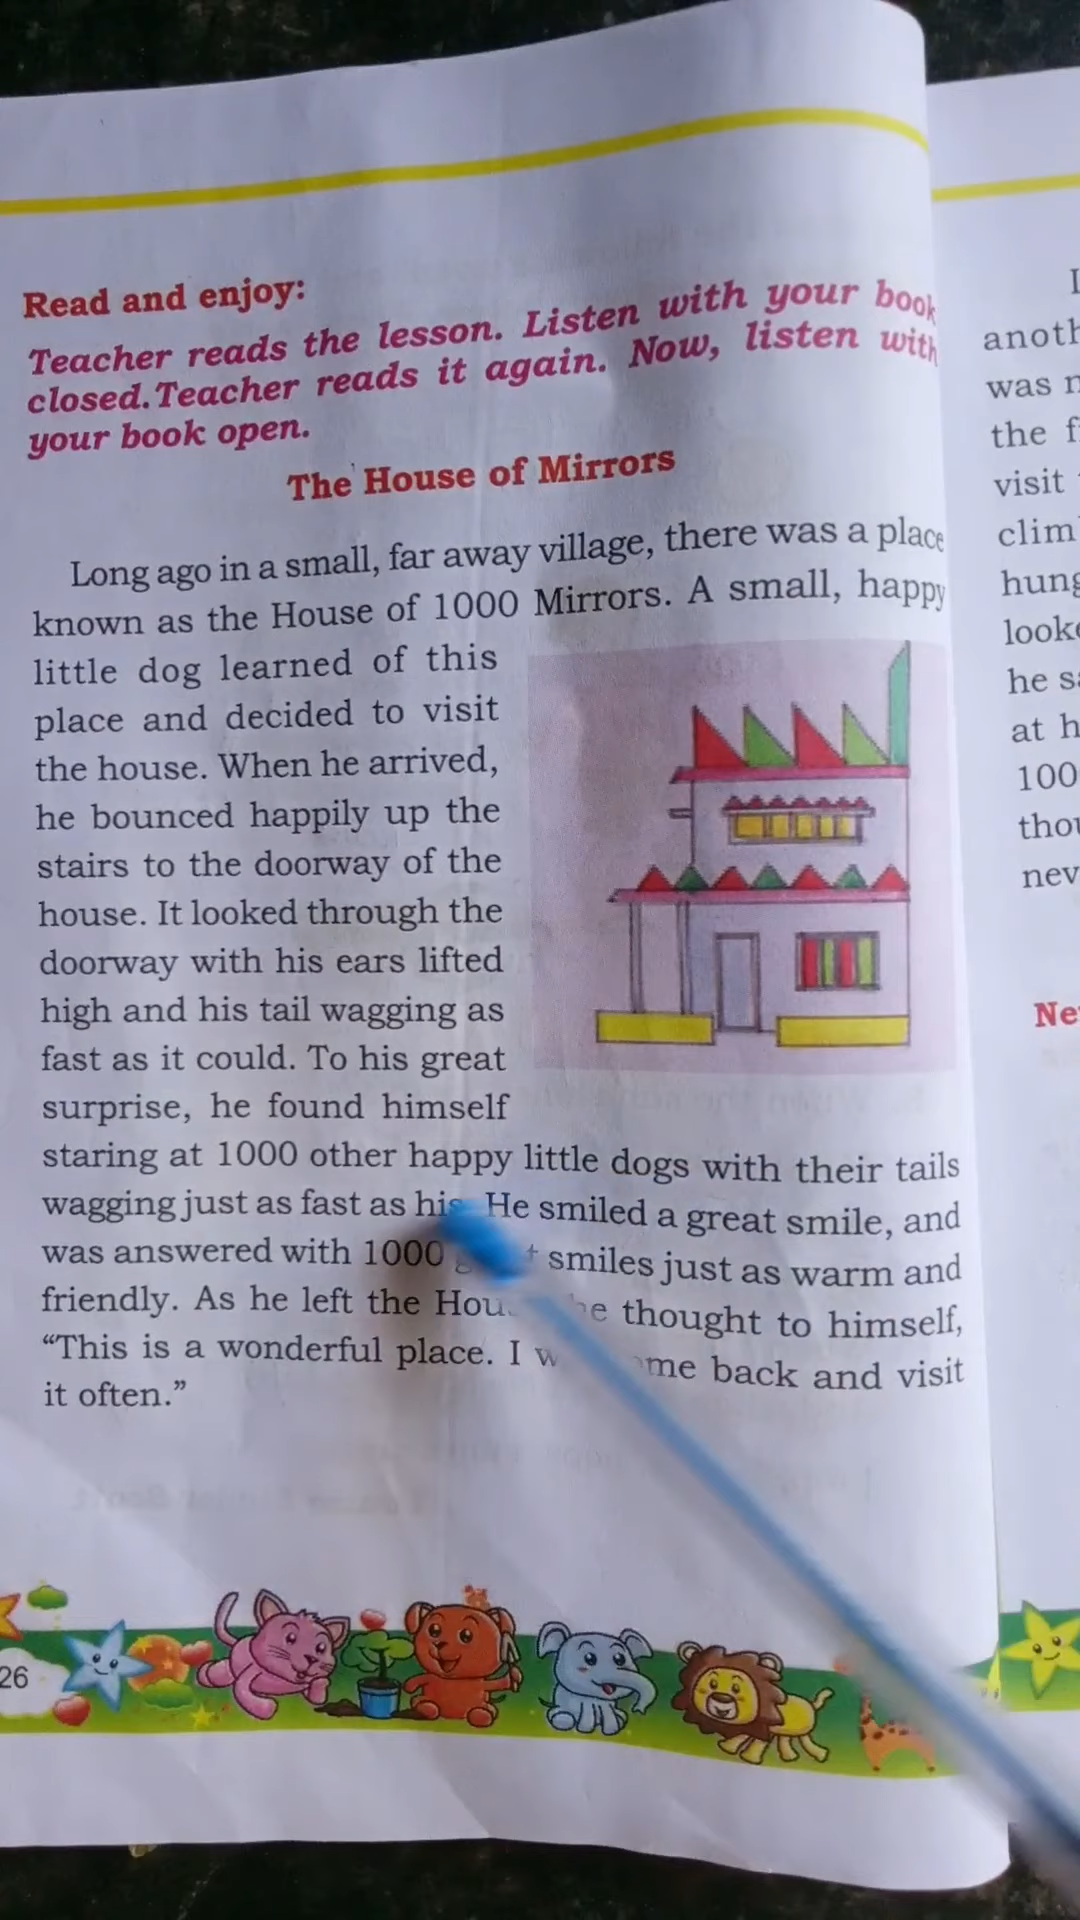 Read and enjoy:
Teacher reads the lesson. Listen with your book
closed.Teacher reads it again. Now, listen with
your book open.
The House of Mirrors
Long ago in a small, far away village, there was a place
known as the House of 1000 Mirrors. A small, happy
little dog learned of this
place and decided to visit
the house. When he arrived,
he bounced happily up the
stairs to the doorway of the
house. It looked through the
doorway with his ears lifted
high and his tail wagging as
fast as it could. To his great
surprise, he found himself
staring at 1000 other happy little dogs with their tails
wagging just as fast as his. He smiled a great smile, and
was answered with 1000 smiles just as warm and
friendly. As he left the thought to himself,
“This is a wonderful place. I back and visit
it often.”
26
was
the
visit
he
at